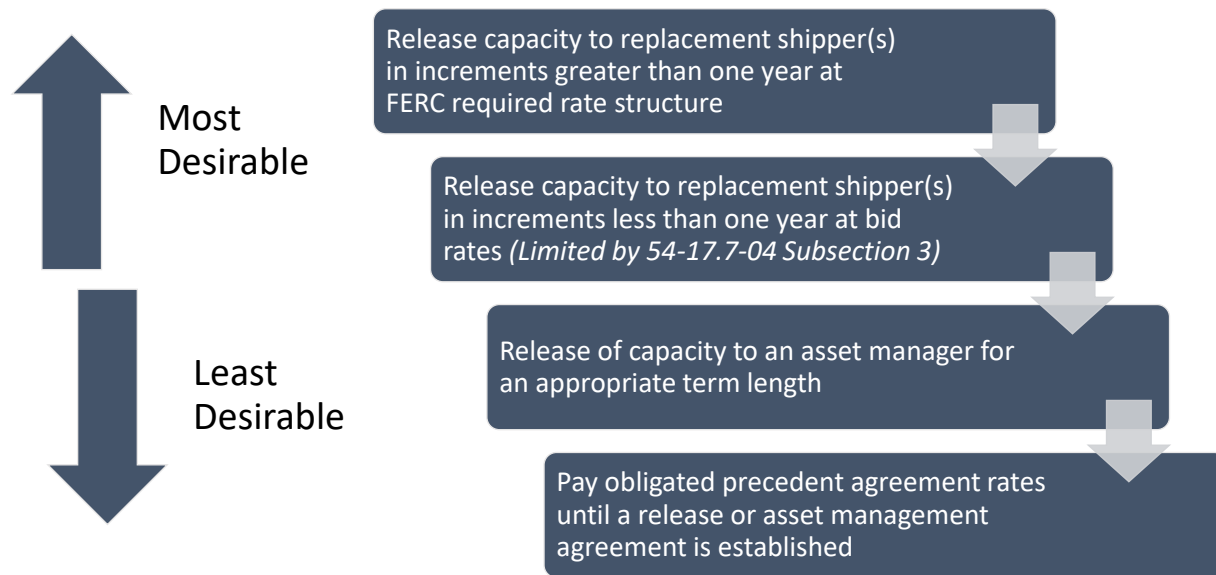 Most
Desirable
Release capacity to replacement shipper(s)
in increments greater than one year at
FERC required rate structure
Release capacity to replacement shipper(s)
in increments less than one year at bid
rates (Limited by 54-17.7-04 Subsection 3)
Least
Desirable
Release of capacity to an asset manager for
an appropriate term length
Pay obligated precedent agreement rates
until a release or asset management
agreement is established